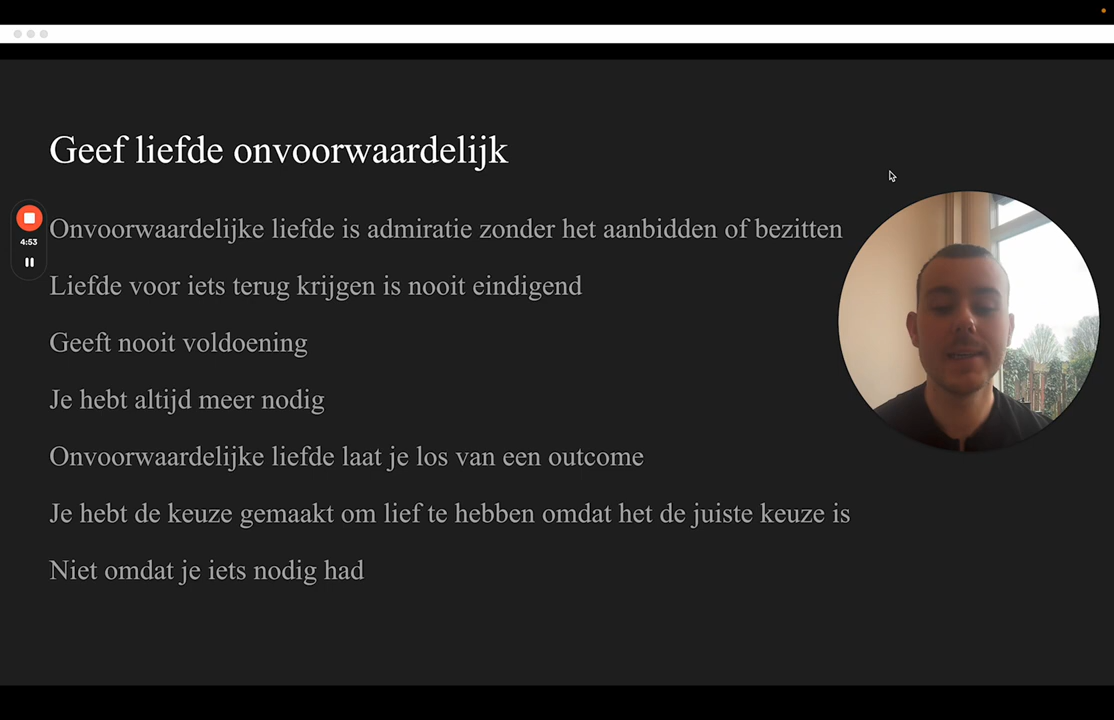 Geef liefde onvoorwaardelijk
Onvoorwaardelijke liefde is admiratie zonder het aanbidden of bezitten
4:53
Liefde voor iets terug krijgen is nooit eindigend
Geeft nooit voldoening
Je hebt altijd meer nodig
Onvoorwaardelijke liefde laat je los van een outcome
Je hebt de keuze gemaakt om lief te hebben omdat het de juiste keuze is
Niet omdat je iets nodig had